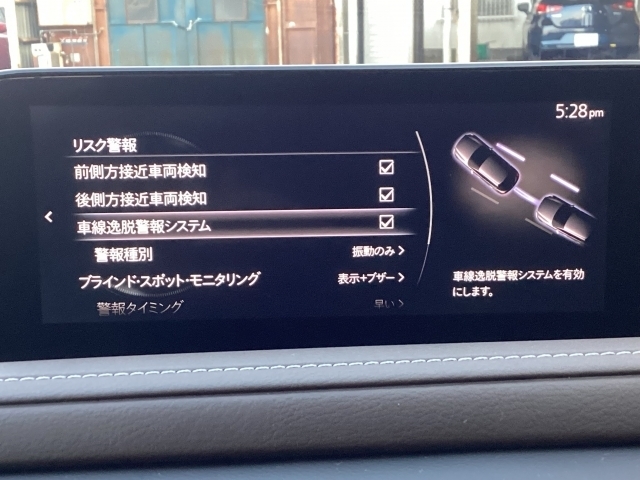 5:28 pm
リスク警報
前側方接近車両検知
後側方接近車両検知
車線逸脱警報システム
警報種別 振動のみ
ブラインド・スポット・モニタリング 表示+ブザー
警報タイミング 早い
車線逸脱警報システムを有効
にします。